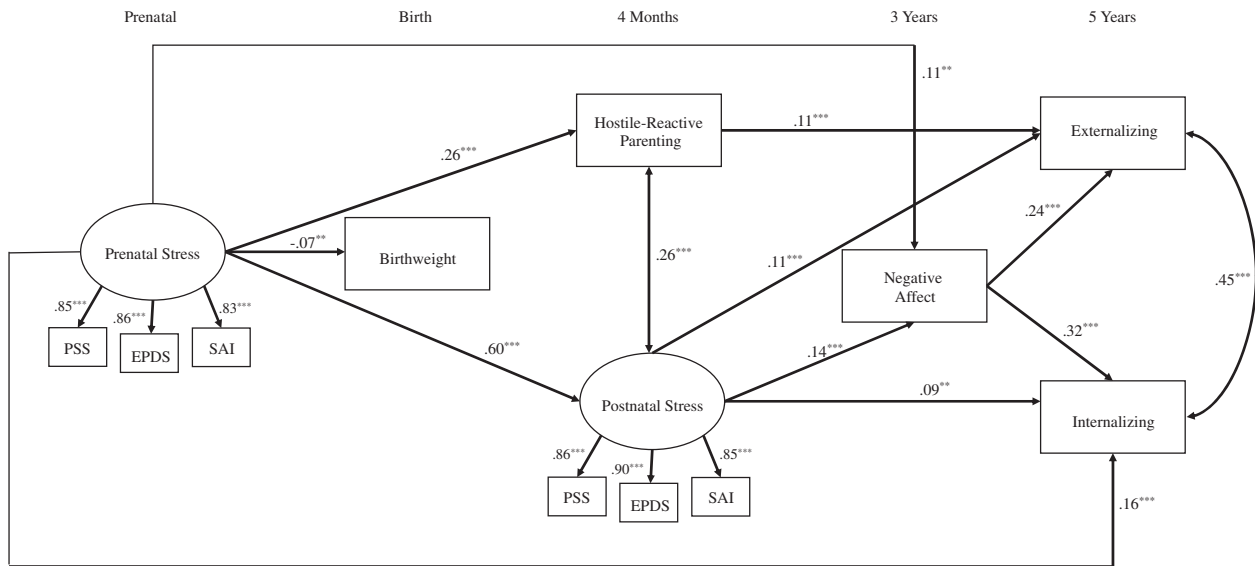 Prenatal
Birth
4 Months
3 Years
5 Years
.11**
Hostile-Reactive
Parenting
.11***
Externalizing
.26***
.24***
Prenatal Stress
-.07**
Birthweight
.26***
.11***
Negative
Affect
.45***
.85***
.86***
.83***
PSS
EPDS
SAI
.60***
.14***
.32***
Postnatal Stress
.09**
Internalizing
.86***
.90***
.85***
PSS
EPDS
SAI
.16***